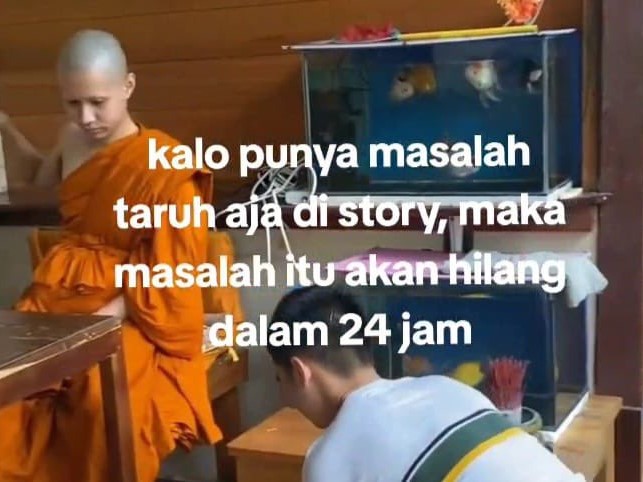 kalo punya masalah
taruh aja di story, maka
masalah itu akan hilang
dalam 24 jam